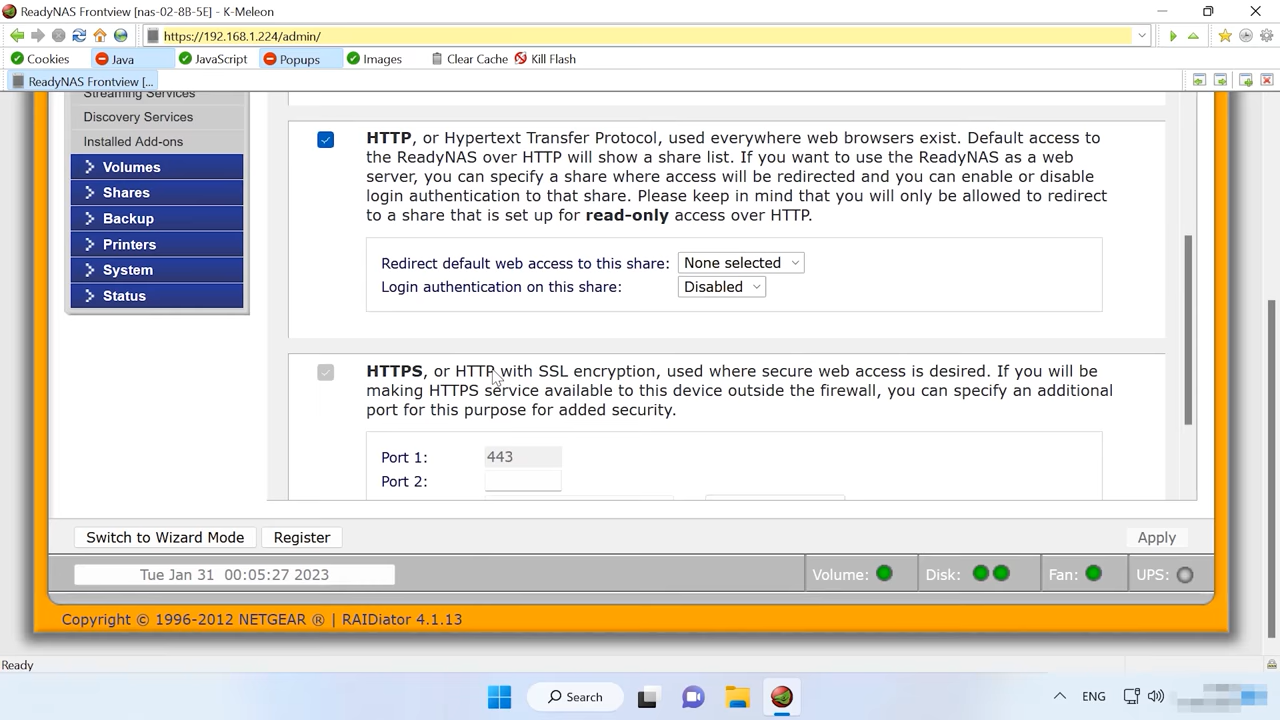 ReadyNAS Frontview [nas-02-8B-5E] - K-Meleon
https://192.168.1.224/admin/
Cookies Java JavaScript Popups Images Clear Cache Kill Flash
ReadyNAS Frontview [...
Streaming Services
Discovery Services
Installed Add-ons
Volumes
Shares
Backup
Printers
System
Status
HTTP, or Hypertext Transfer Protocol, used everywhere web browsers exist. Default access to
the ReadyNAS over HTTP will show a share list. If you want to use the ReadyNAS as a web
server, you can specify a share where access will be redirected and you can enable or disable
login authentication to that share. Please keep in mind that you will only be allowed to redirect
to a share that is set up for read-only access over HTTP.
Redirect default web access to this share: None selected
Login authentication on this share: Disabled
HTTPS, or HTTP with SSL encryption, used where secure web access is desired. If you will be
making HTTPS service available to this device outside the firewall, you can specify an additional
port for this purpose for added security.
Port 1: 443
Port 2:
Switch to Wizard Mode Register Apply
Tue Jan 31 00:05:27 2023 Volume: Disk: Fan: UPS:
Copyright © 1996-2012 NETGEAR ® | RAIDiator 4.1.13
Ready
Search ENG